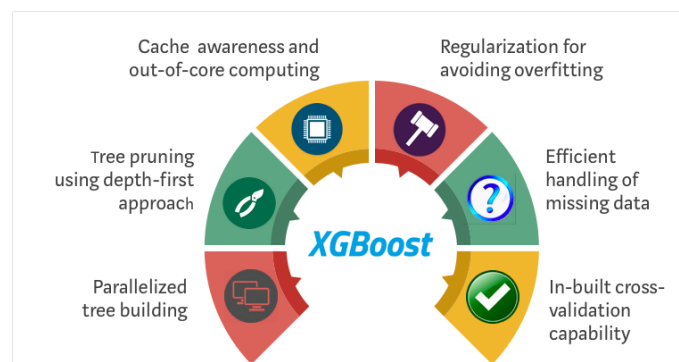 Cache awareness and
out-of-core computing
Regularization for
avoiding overfitting
Tree pruning
using depth-first
approach
Efficient
handling of
missing data
XGBoost
Parallelized
tree building
In-built cross-
validation
capability